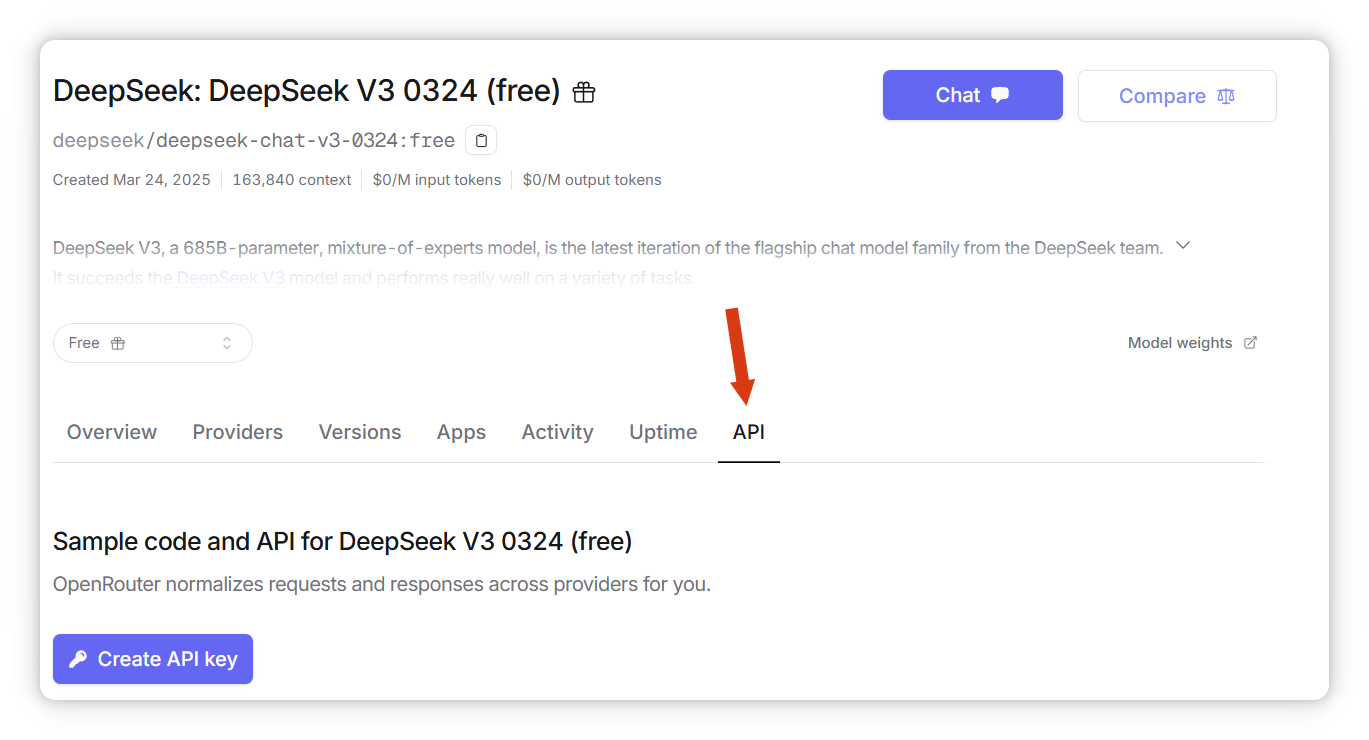 DeepSeek: DeepSeek V3 0324 (free)
Chat
Compare
deepseek/deepseek-chat-v3-0324:free
Created Mar 24, 2025 163,840 context $0/M input tokens $0/M output tokens
DeepSeek V3, a 685B-parameter, mixture-of-experts model, is the latest iteration of the flagship chat model family from the DeepSeek team.
It succeeds the DeepSeek V3 model and performs really well on a variety of tasks.
Free
Model weights
Overview Providers Versions Apps Activity Uptime API
Sample code and API for DeepSeek V3 0324 (free)
OpenRouter normalizes requests and responses across providers for you.
Create API key